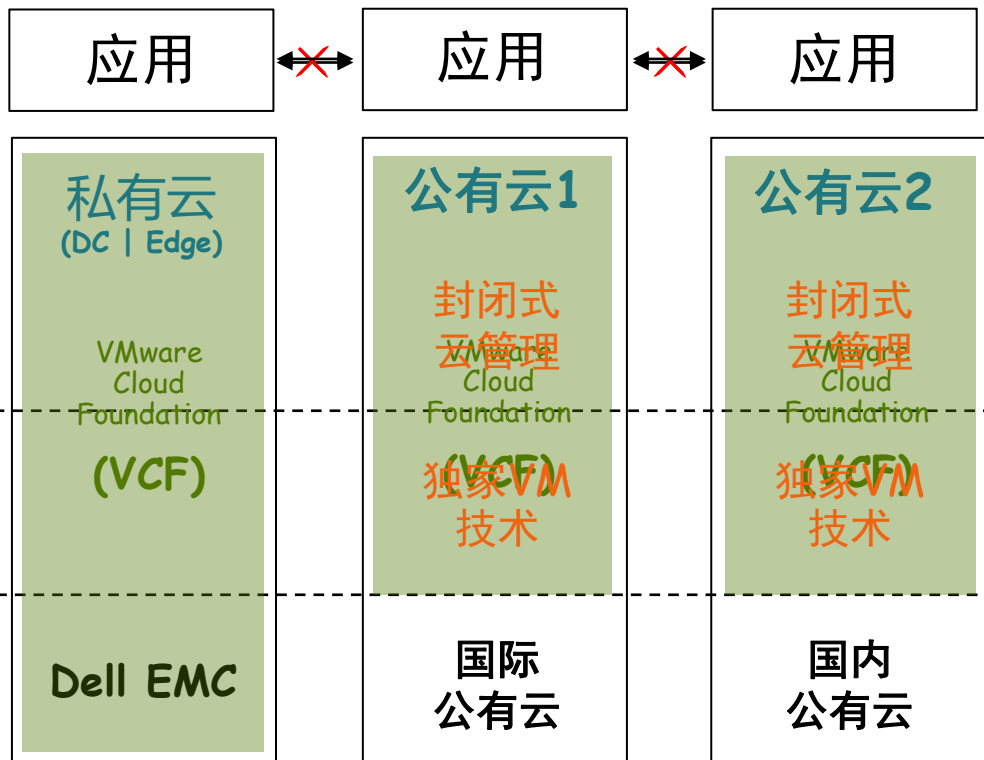 应用
应用
应用
私有云
(DC | Edge)
VMware
Cloud
Foundation
(VCF)
Dell EMC
公有云1
封闭式
云管理
VMware
Cloud
Foundation
(VCF)
独家VM
技术
国际
公有云
公有云2
封闭式
云管理
VMware
Cloud
Foundation
(VCF)
独家VM
技术
国内
公有云